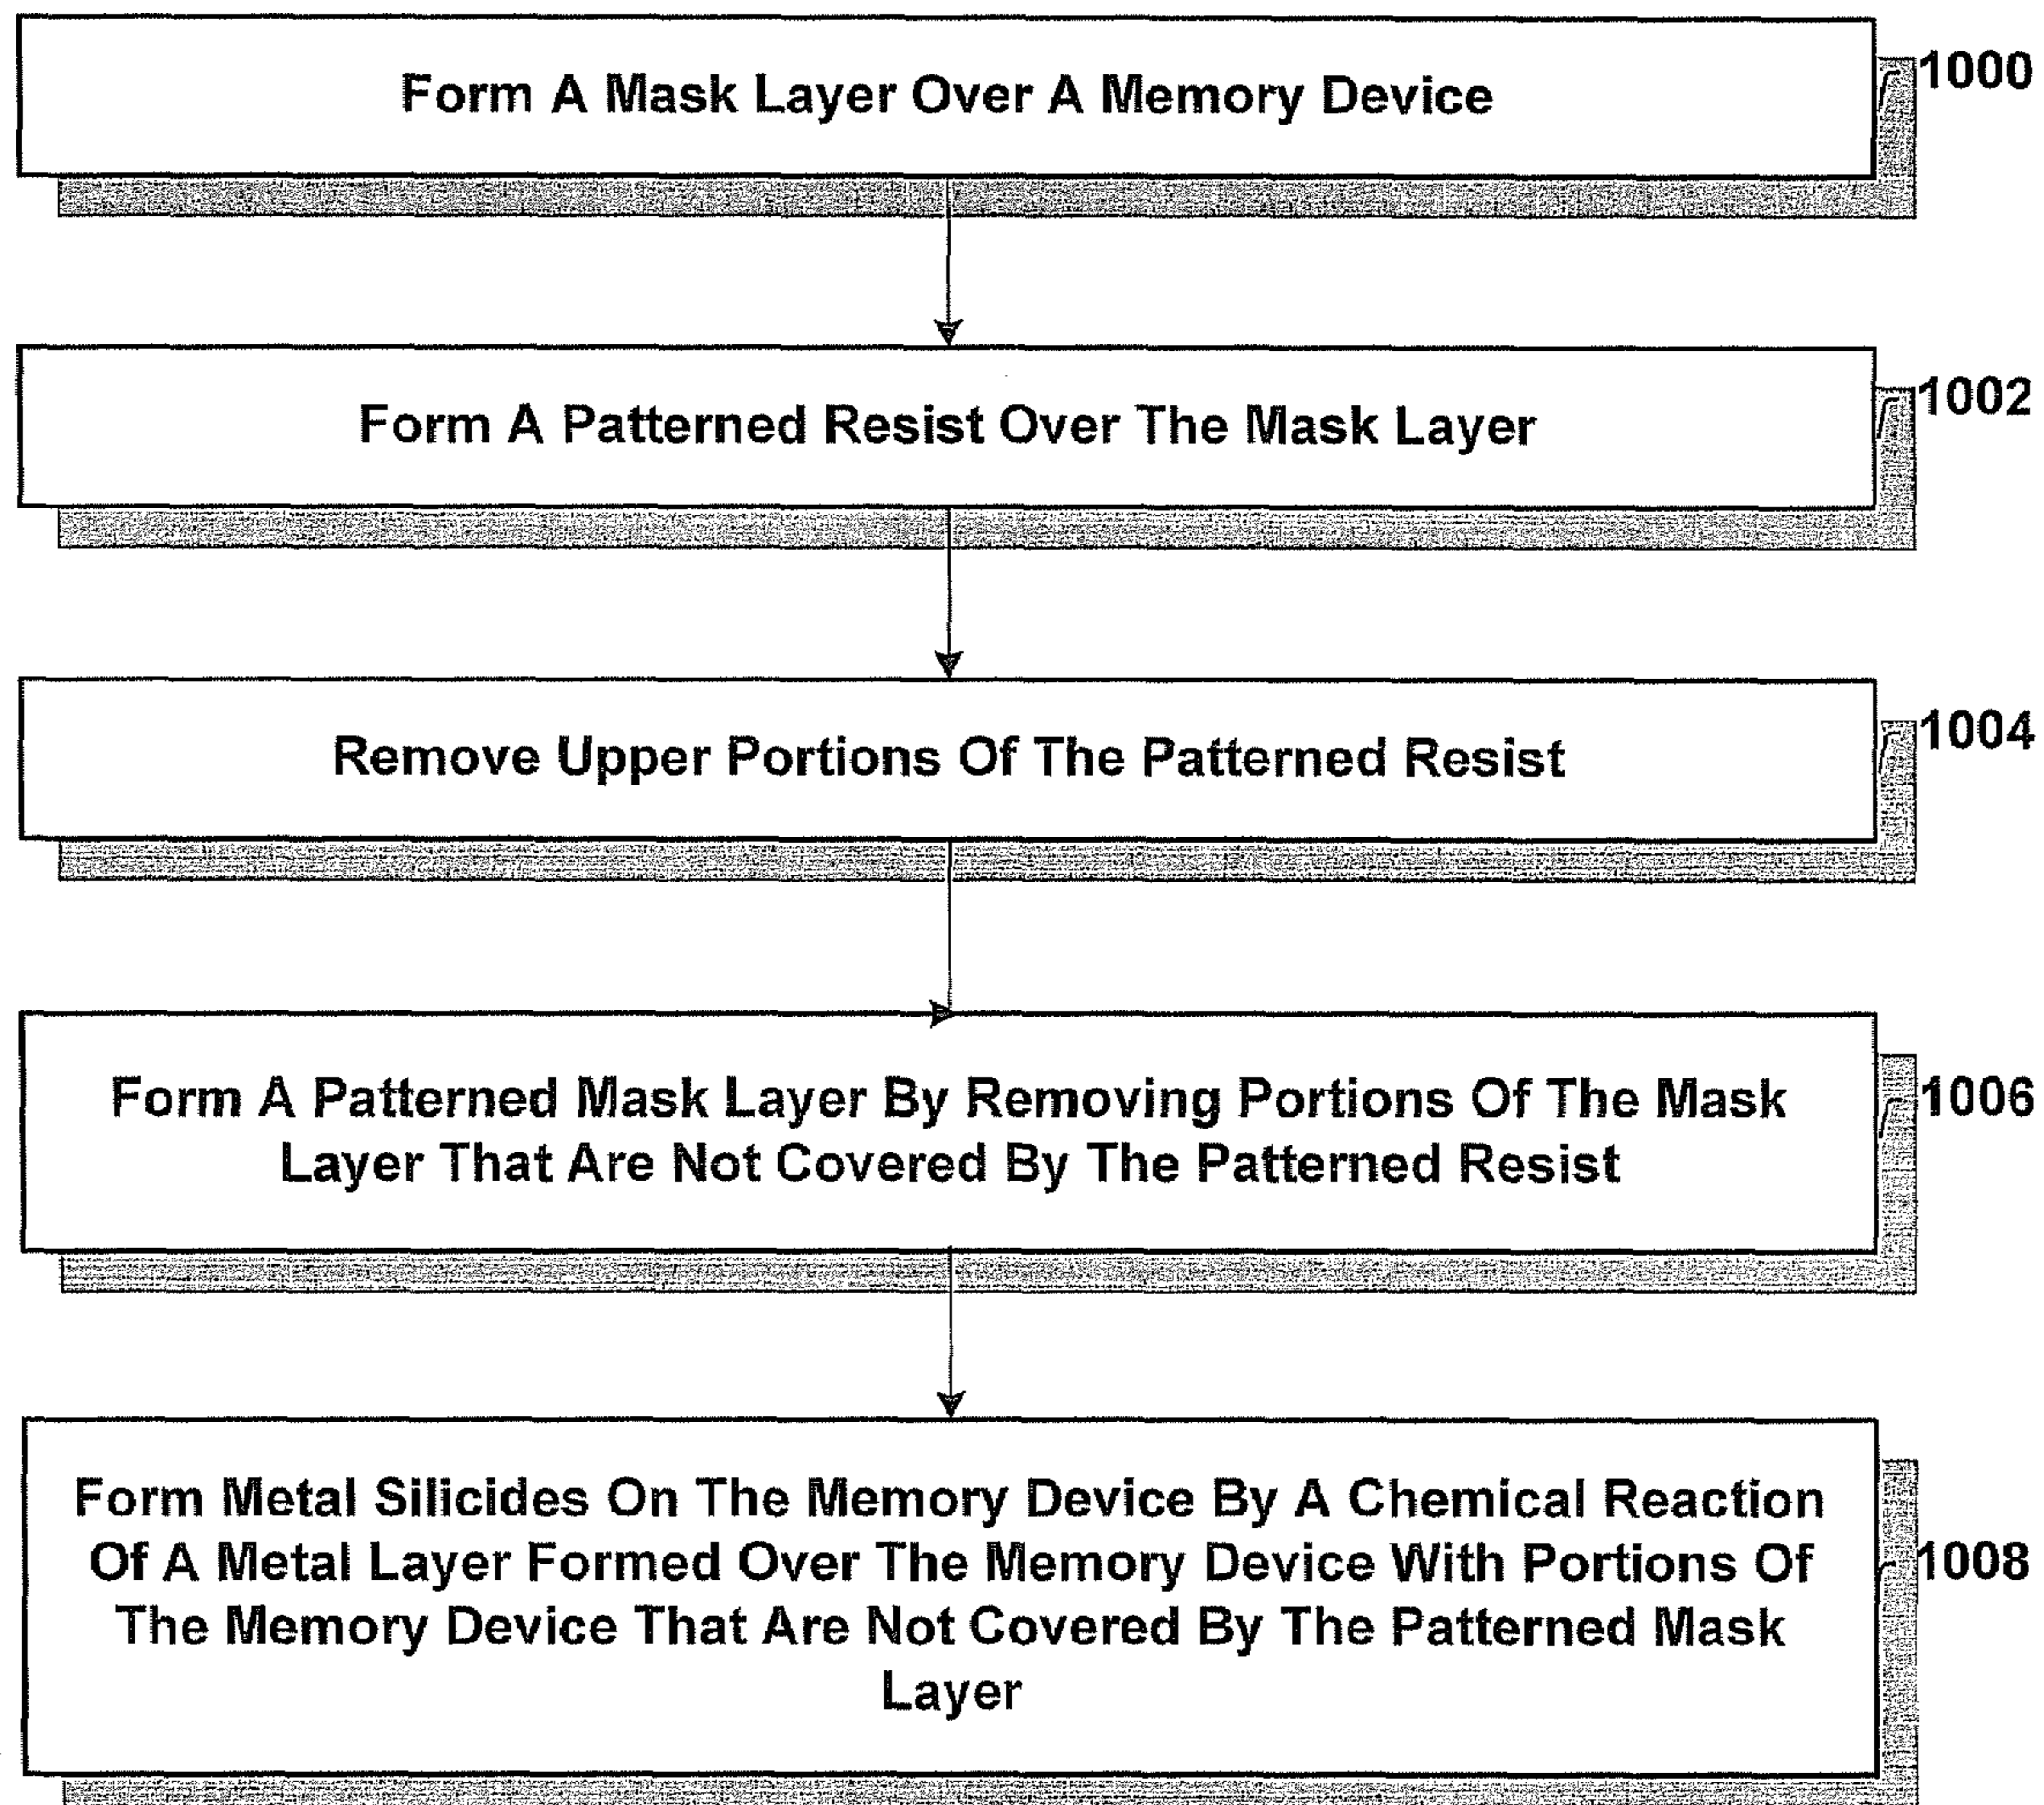 Form A Mask Layer Over A Memory Device
1000
Form A Patterned Resist Over The Mask Layer
1002
Remove Upper Portions Of The Patterned Resist
1004
Form A Patterned Mask Layer By Removing Portions Of The Mask
Layer That Are Not Covered By The Patterned Resist
1006
Form Metal Silicides On The Memory Device By A Chemical Reaction
Of A Metal Layer Formed Over The Memory Device With Portions Of
The Memory Device That Are Not Covered By The Patterned Mask
Layer
1008